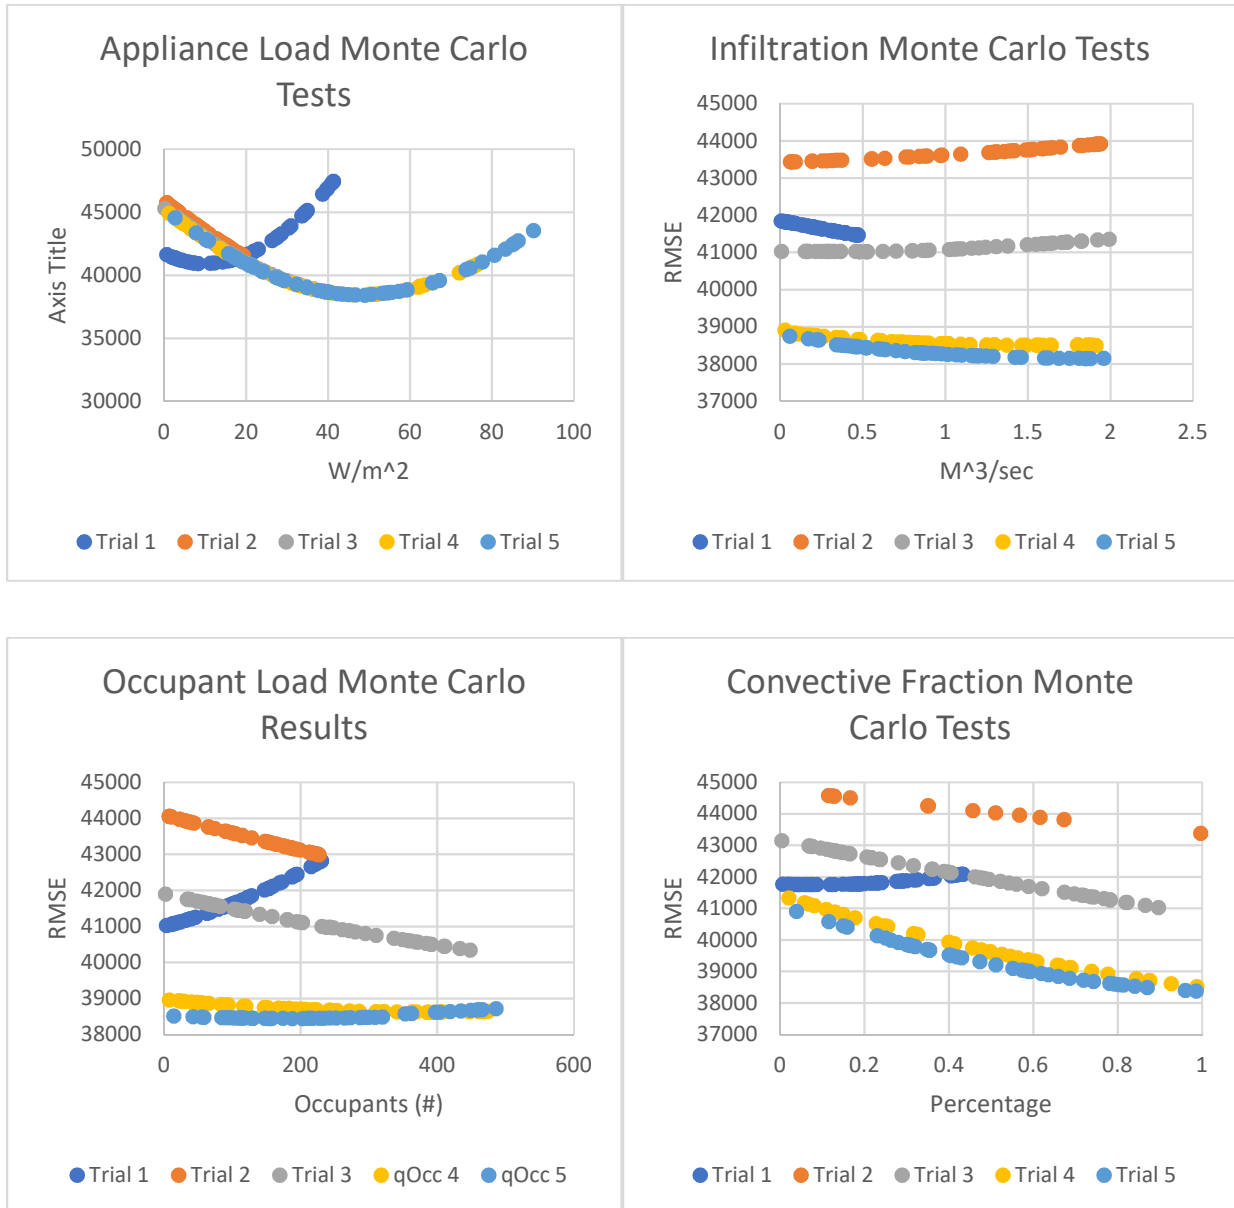 Appliance Load Monte Carlo
Tests
50000
45000
40000
35000
30000
Axis Title
0 20 40 60 80 100
W/m^2
Trial 1 Trial 2 Trial 3 Trial 4 Trial 5
Infiltration Monte Carlo Tests
45000
44000
43000
42000
41000
40000
39000
38000
37000
RMSE
0 0.5 1 1.5 2 2.5
M^3/sec
Trial 1 Trial 2 Trial 3 Trial 4 Trial 5
Occupant Load Monte Carlo
Results
45000
44000
43000
42000
41000
40000
39000
38000
RMSE
0 200 400 600
Occupants (#)
Trial 1 Trial 2 Trial 3 qOcc 4 qOcc 5
Convective Fraction Monte
Carlo Tests
45000
44000
43000
42000
41000
40000
39000
38000
37000
RMSE
0 0.2 0.4 0.6 0.8 1
Percentage
Trial 1 Trial 2 Trial 3 Trial 4 Trial 5